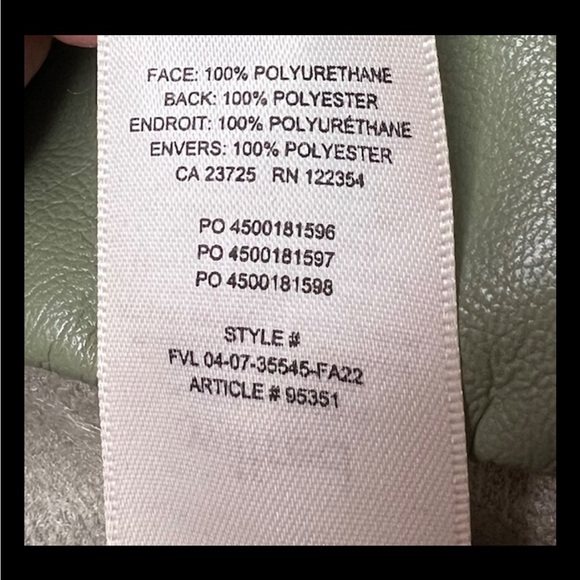 FACE: 100% POLYURETHANE
BACK: 100% POLYESTER
ENDROIT: 100% POLYURÉTHANE
ENVERS: 100% POLYESTER
CA 23725 RN 122354
PO 4500181596
PO 4500181597
PO 4500181598
STYLE #
FVL 04-07-35545-FA22
ARTICLE # 95351